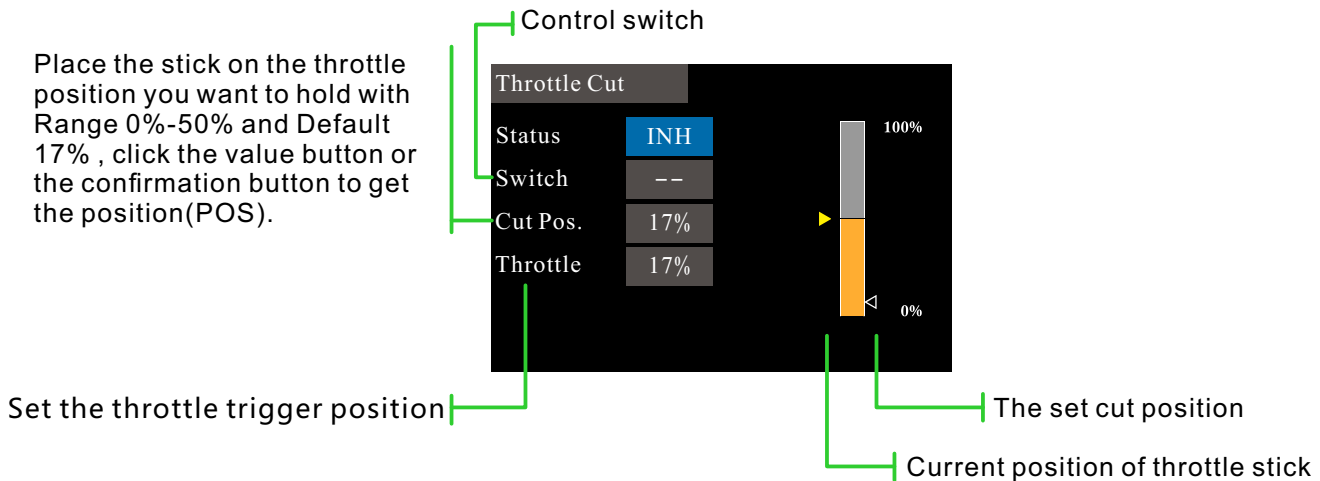 Control switch
Place the stick on the throttle
position you want to hold with
Range 0%-50% and Default
17% , click the value button or
the confirmation button to get
the position(POS).
Throttle Cut
Status INH
Switch --
Cut Pos. 17%
Throttle 17%
100%
0%
Set the throttle trigger position
The set cut position
Current position of throttle stick